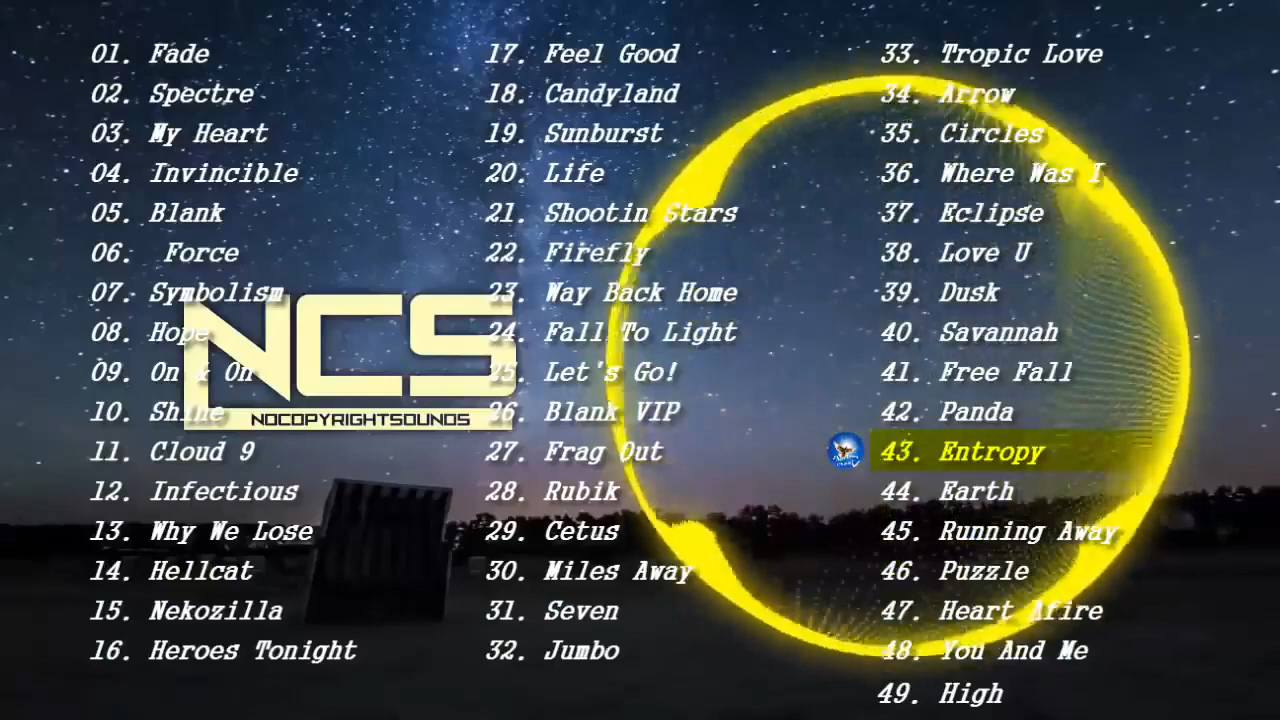 01. Fade
02. Spectre
03. My Heart
04. Invincible
05. Blank
06. Force
07. Symbolism
08. Hope
09. On & On
10. Shine
11. Cloud 9
12. Infectious
13. Why We Lose
14. Hellcat
15. Nekozilla
16. Heroes Tonight
NCS
NOCOPYRIGHTSOUNDS
17. Feel Good
18. Candyland
19. Sunburst
20. Life
21. Shootin Stars
22. Firefly
23. Way Back Home
24. Fall To Light
25. Let's Go!
26. Blank VIP
27. Frag Out
28. Rubik
29. Cetus
30. Miles Away
31. Seven
32. Jumbo
33. Tropic Love
34. Arrow
35. Circles
36. Where Was I
37. Eclipse
38. Love U
39. Dusk
40. Savannah
41. Free Fall
42. Panda
43. Entropy
44. Earth
45. Running Away
46. Puzzle
47. Heart Afire
48. You And Me
49. High